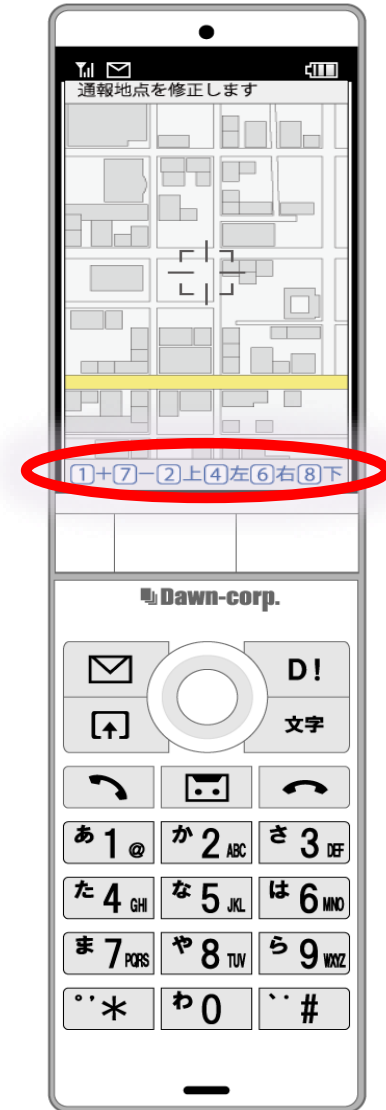 通報地点を修正します
1+7−2上4左6右8下
Dawn-corp.
D!
文字
あ1@ か2ABC さ3DEF
た4GHI な5JKL は6MNO
ま7PQRS や8TUV ら9WXYZ
°'* わ0 、・#